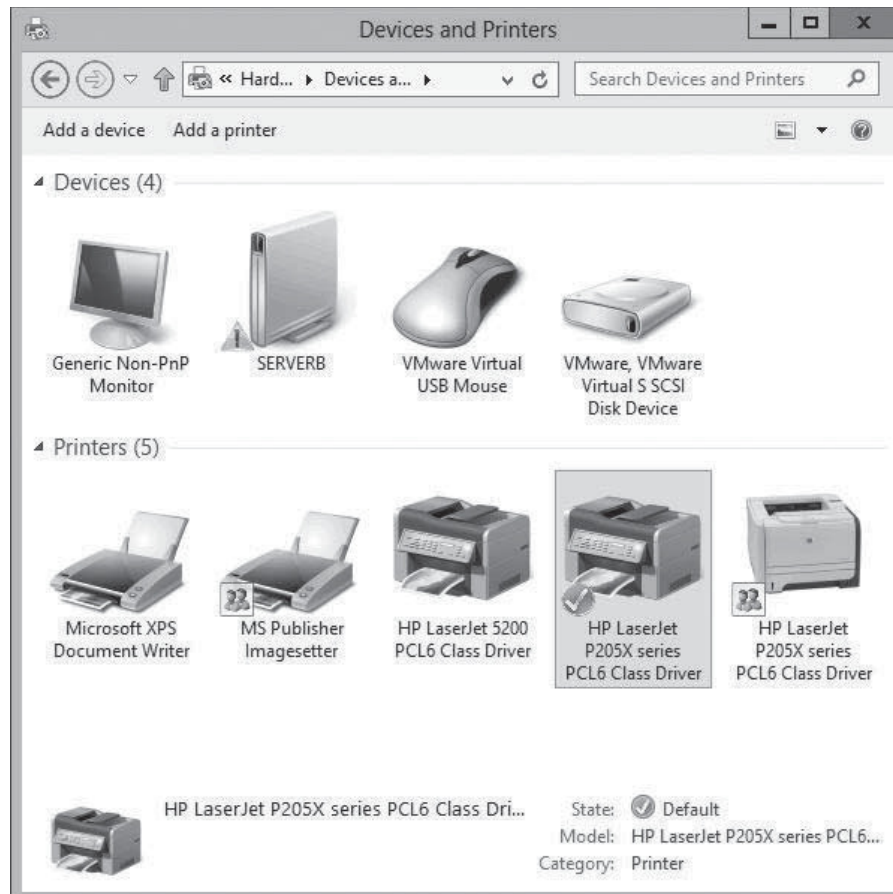 Devices and Printers
« Hard... ▸ Devices a... ▸
Search Devices and Printers
Add a device Add a printer
Devices (4)
Generic Non-PnP
Monitor
SERVERB
VMware Virtual
USB Mouse
VMware, VMware
Virtual S SCSI
Disk Device
Printers (5)
Microsoft XPS
Document Writer
MS Publisher
Imagesetter
HP LaserJet 5200
PCL6 Class Driver
HP LaserJet
P205X series
PCL6 Class Driver
HP LaserJet
P205X series
PCL6 Class Driver
HP LaserJet P205X series PCL6 Class Dri...
State: Default
Model: HP LaserJet P205X series PCL6...
Category: Printer